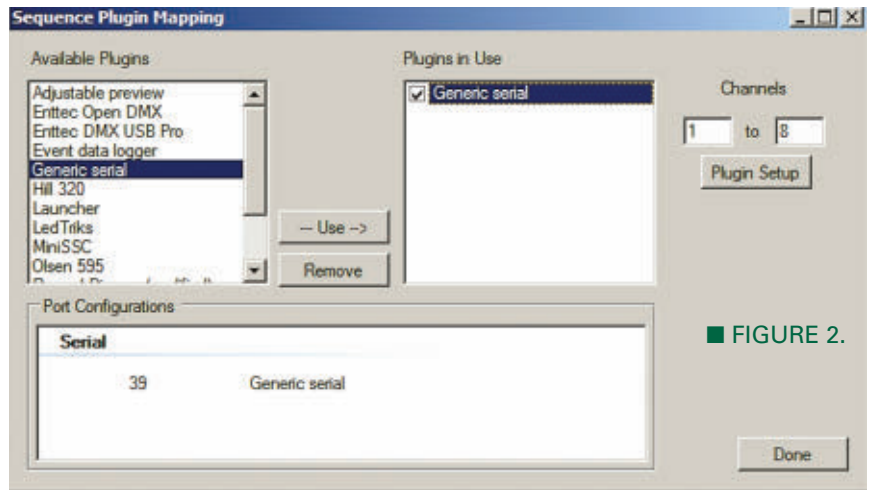 Sequence Plugin Mapping
Available Plugins
Adjustable preview
Enttec Open DMX
Enttec DMX USB Pro
Event data logger
Generic serial
Hill 320
Launcher
LedTriks
MiniSSC
Olsen 595
-- Use -->
Remove
Plugins in Use
Generic serial
Channels
1 to 8
Plugin Setup
Port Configurations
Serial
39 Generic serial
■ FIGURE 2.
Done